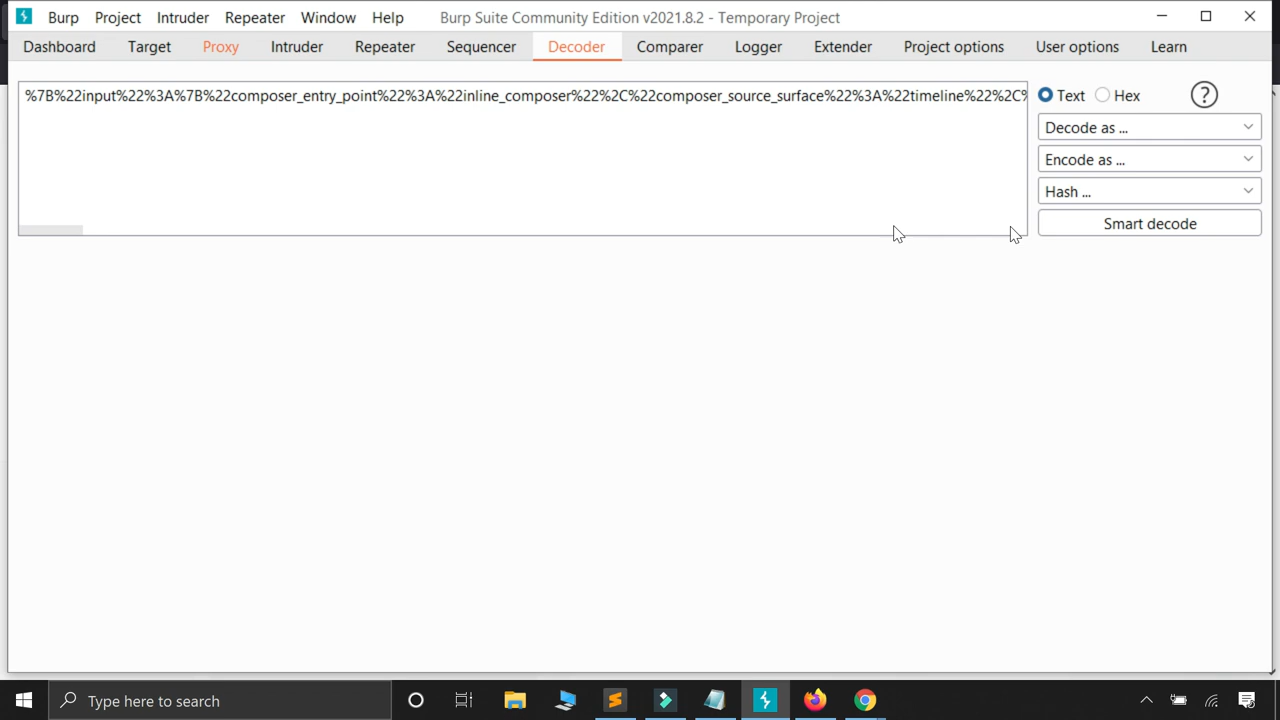 Burp Project Intruder Repeater Window Help Burp Suite Community Edition v2021.8.2 - Temporary Project
Dashboard Target Proxy Intruder Repeater Sequencer Decoder Comparer Logger Extender Project options User options Learn
%7B%22input%22%3A%7B%22composer_entry_point%22%3A%22inline_composer%22%2C%22composer_source_surface%22%3A%22timeline%22%2C%
Text Hex ?
Decode as ...
Encode as ...
Hash ...
Smart decode
Type here to search